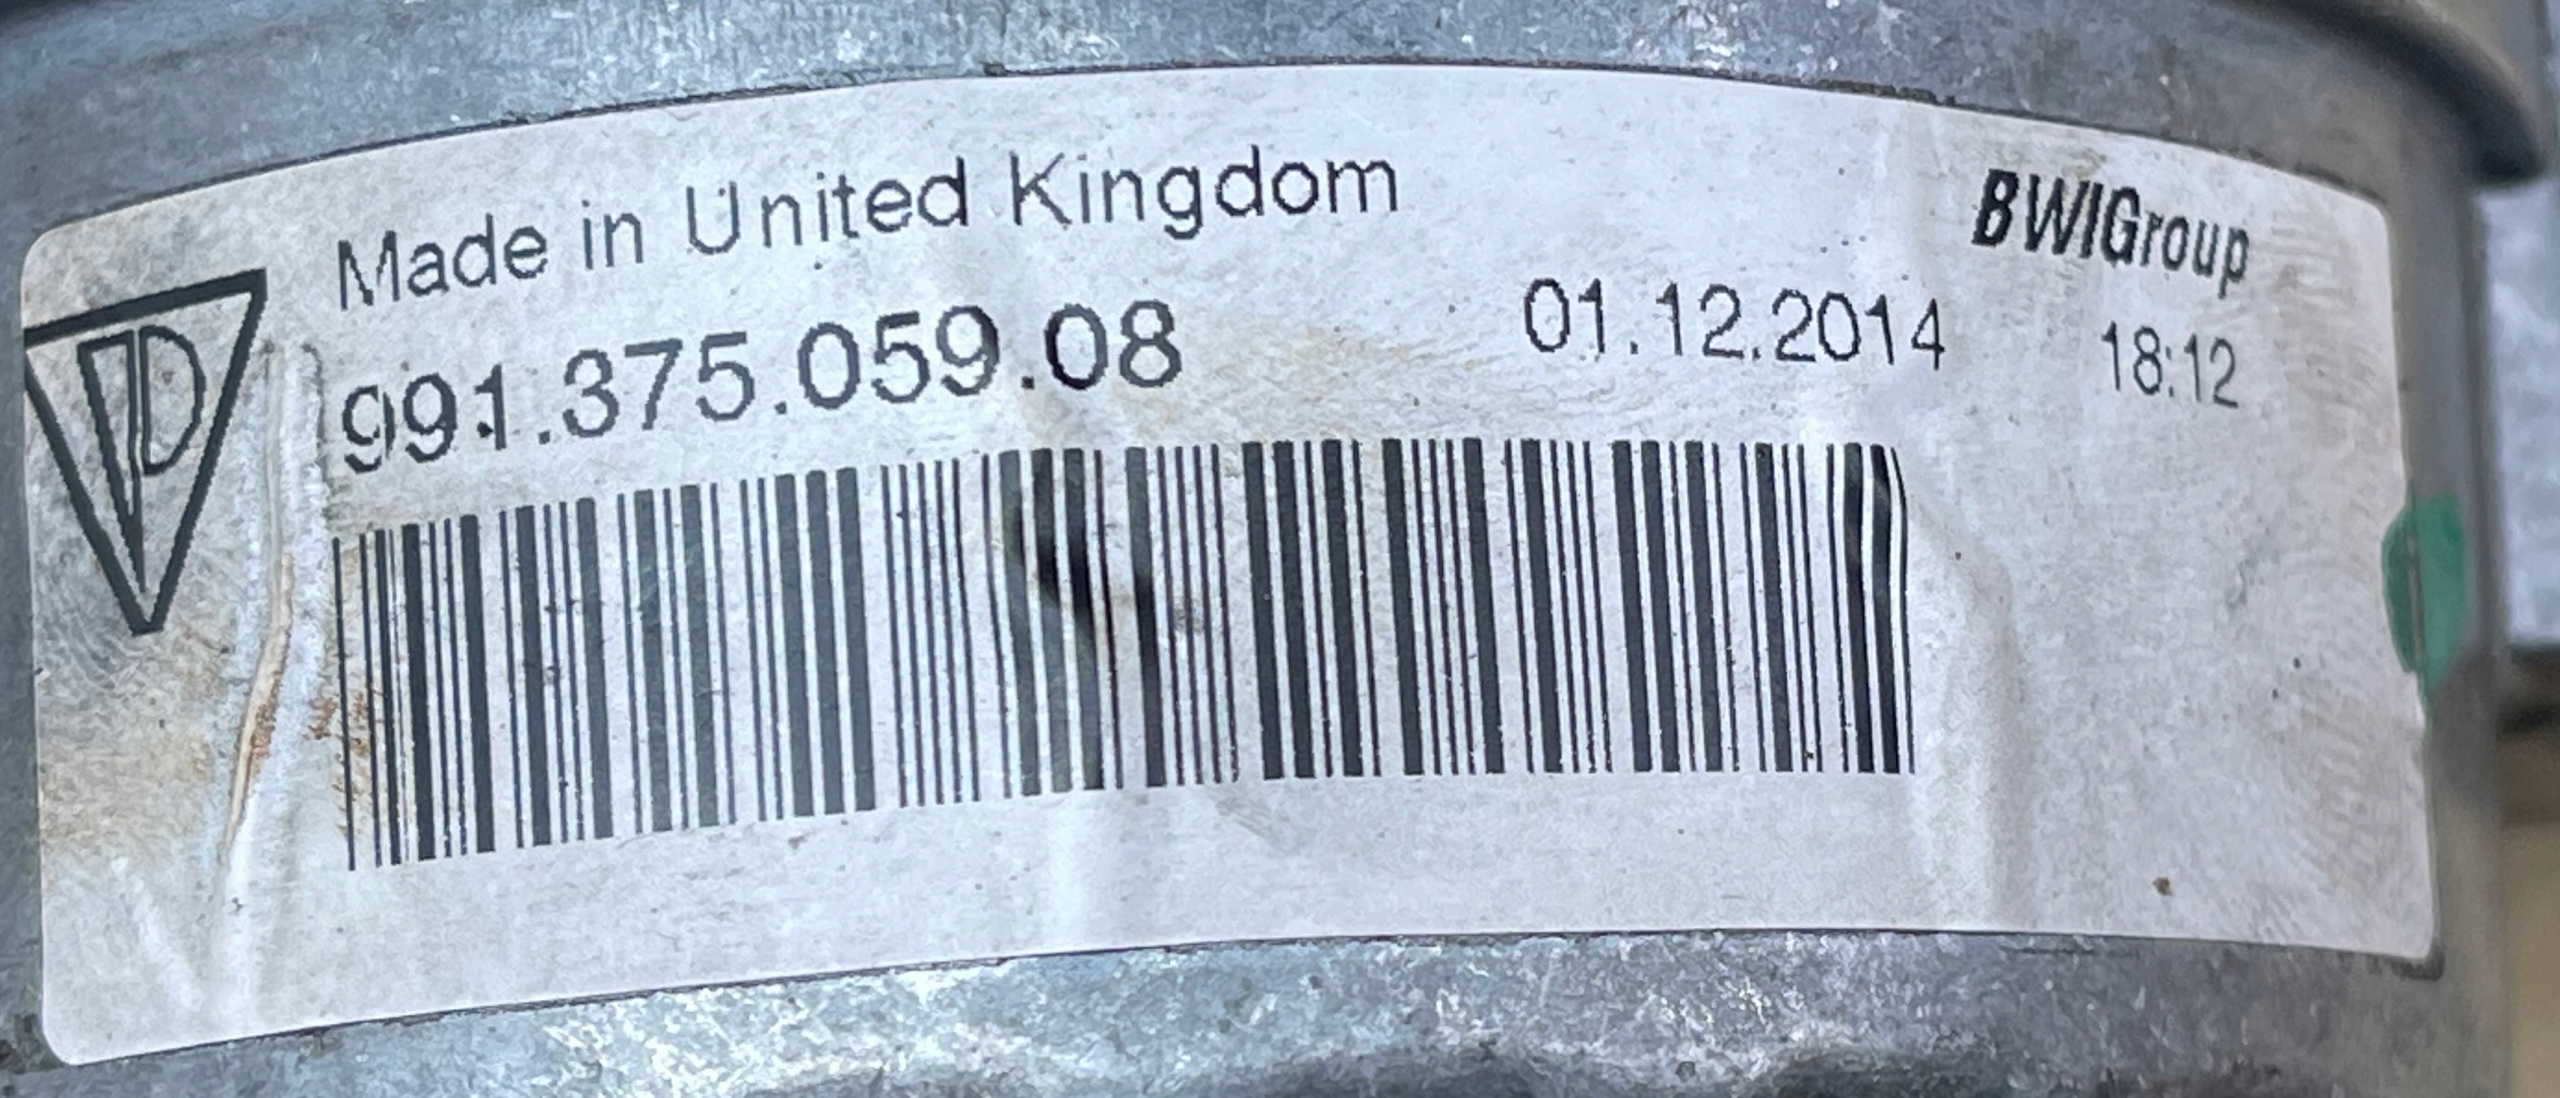 Made in United Kingdom
BWIGroup
991.375.059.08
01.12.2014
18:12